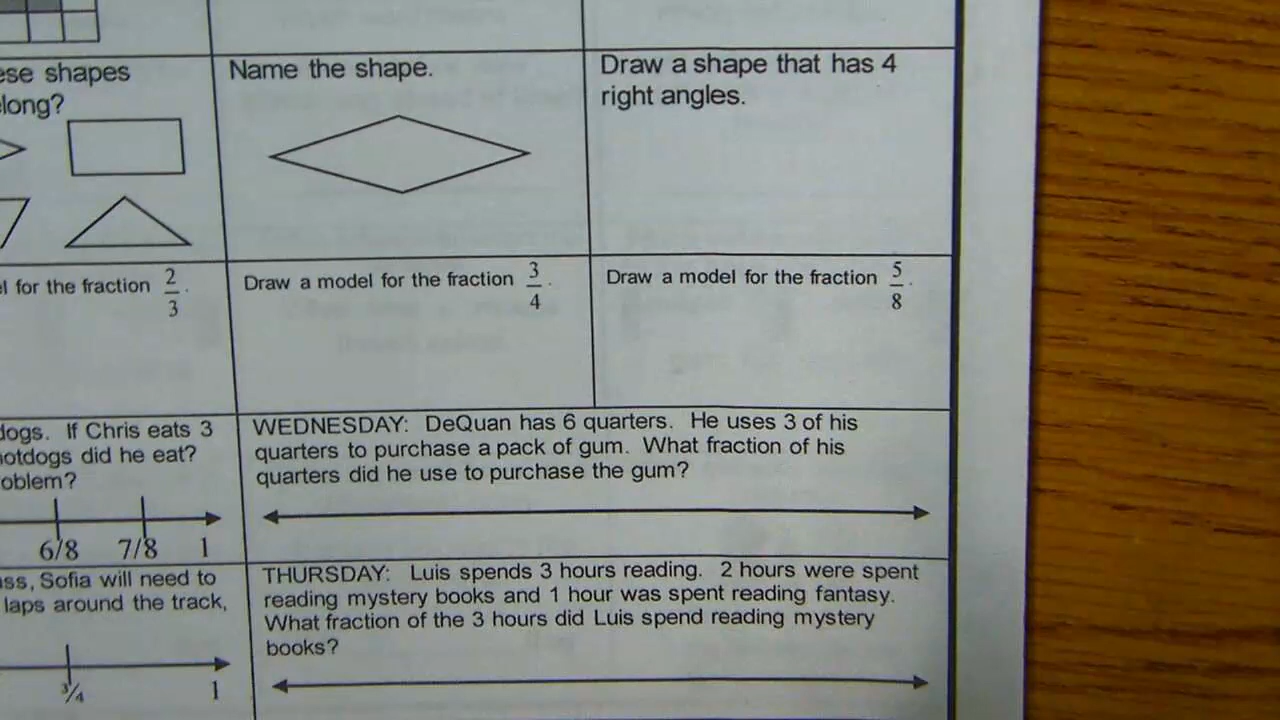 ese shapes
elong?
Name the shape.
Draw a shape that has 4
right angles.
el for the fraction 2/3.
Draw a model for the fraction 3/4.
Draw a model for the fraction 5/8.
dogs. If Chris eats 3
hotdogs did he eat?
oblem?
6/8 7/8 1
WEDNESDAY: DeQuan has 6 quarters. He uses 3 of his
quarters to purchase a pack of gum. What fraction of his
quarters did he use to purchase the gum?
ass, Sofia will need to
laps around the track,
3/4 1
THURSDAY: Luis spends 3 hours reading. 2 hours were spent
reading mystery books and 1 hour was spent reading fantasy.
What fraction of the 3 hours did Luis spend reading mystery
books?